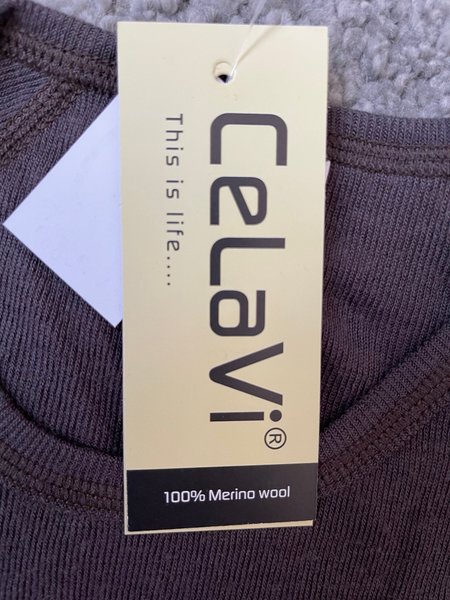 CeLaVi®
This is life....
100% Merino wool